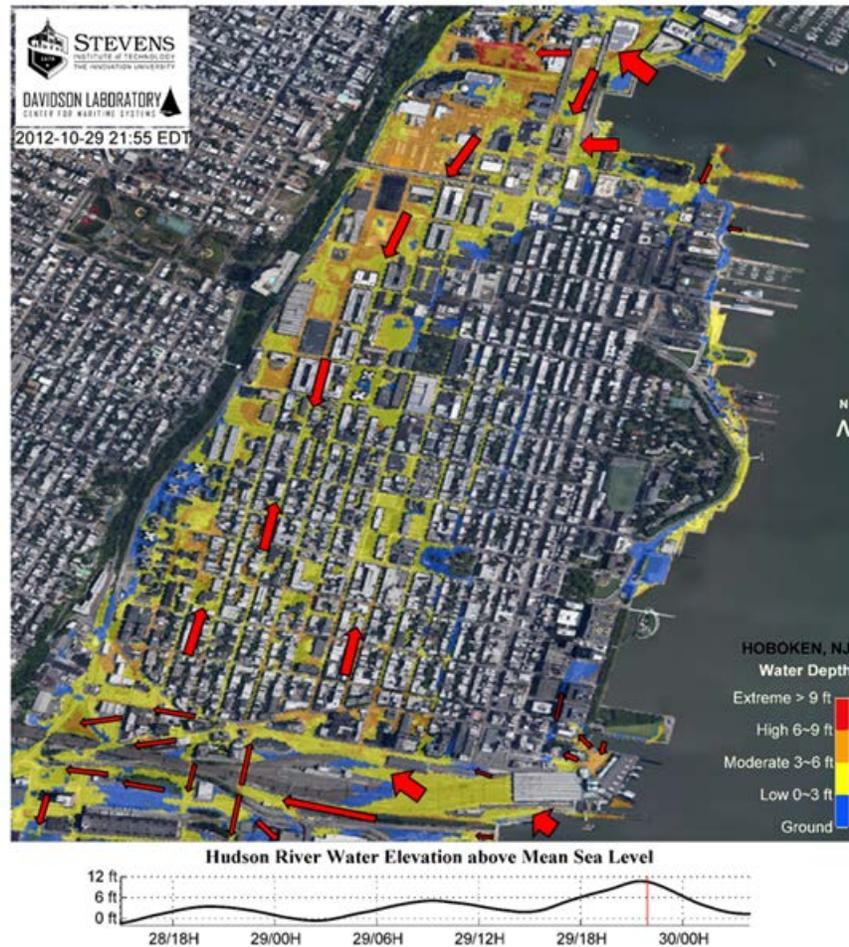 STEVENS
INSTITUTE of TECHNOLOGY
THE INNOVATION UNIVERSITY
DAVIDSON LABORATORY
CENTER FOR MARITIME SYSTEMS
2012-10-29 21:55 EDT
N
HOBOKEN, NJ
Water Depth
Extreme > 9 ft
High 6~9 ft
Moderate 3~6 ft
Low 0~3 ft
Ground
Hudson River Water Elevation above Mean Sea Level
12 ft
6 ft
0 ft
28/18H 29/00H 29/06H 29/12H 29/18H 30/00H